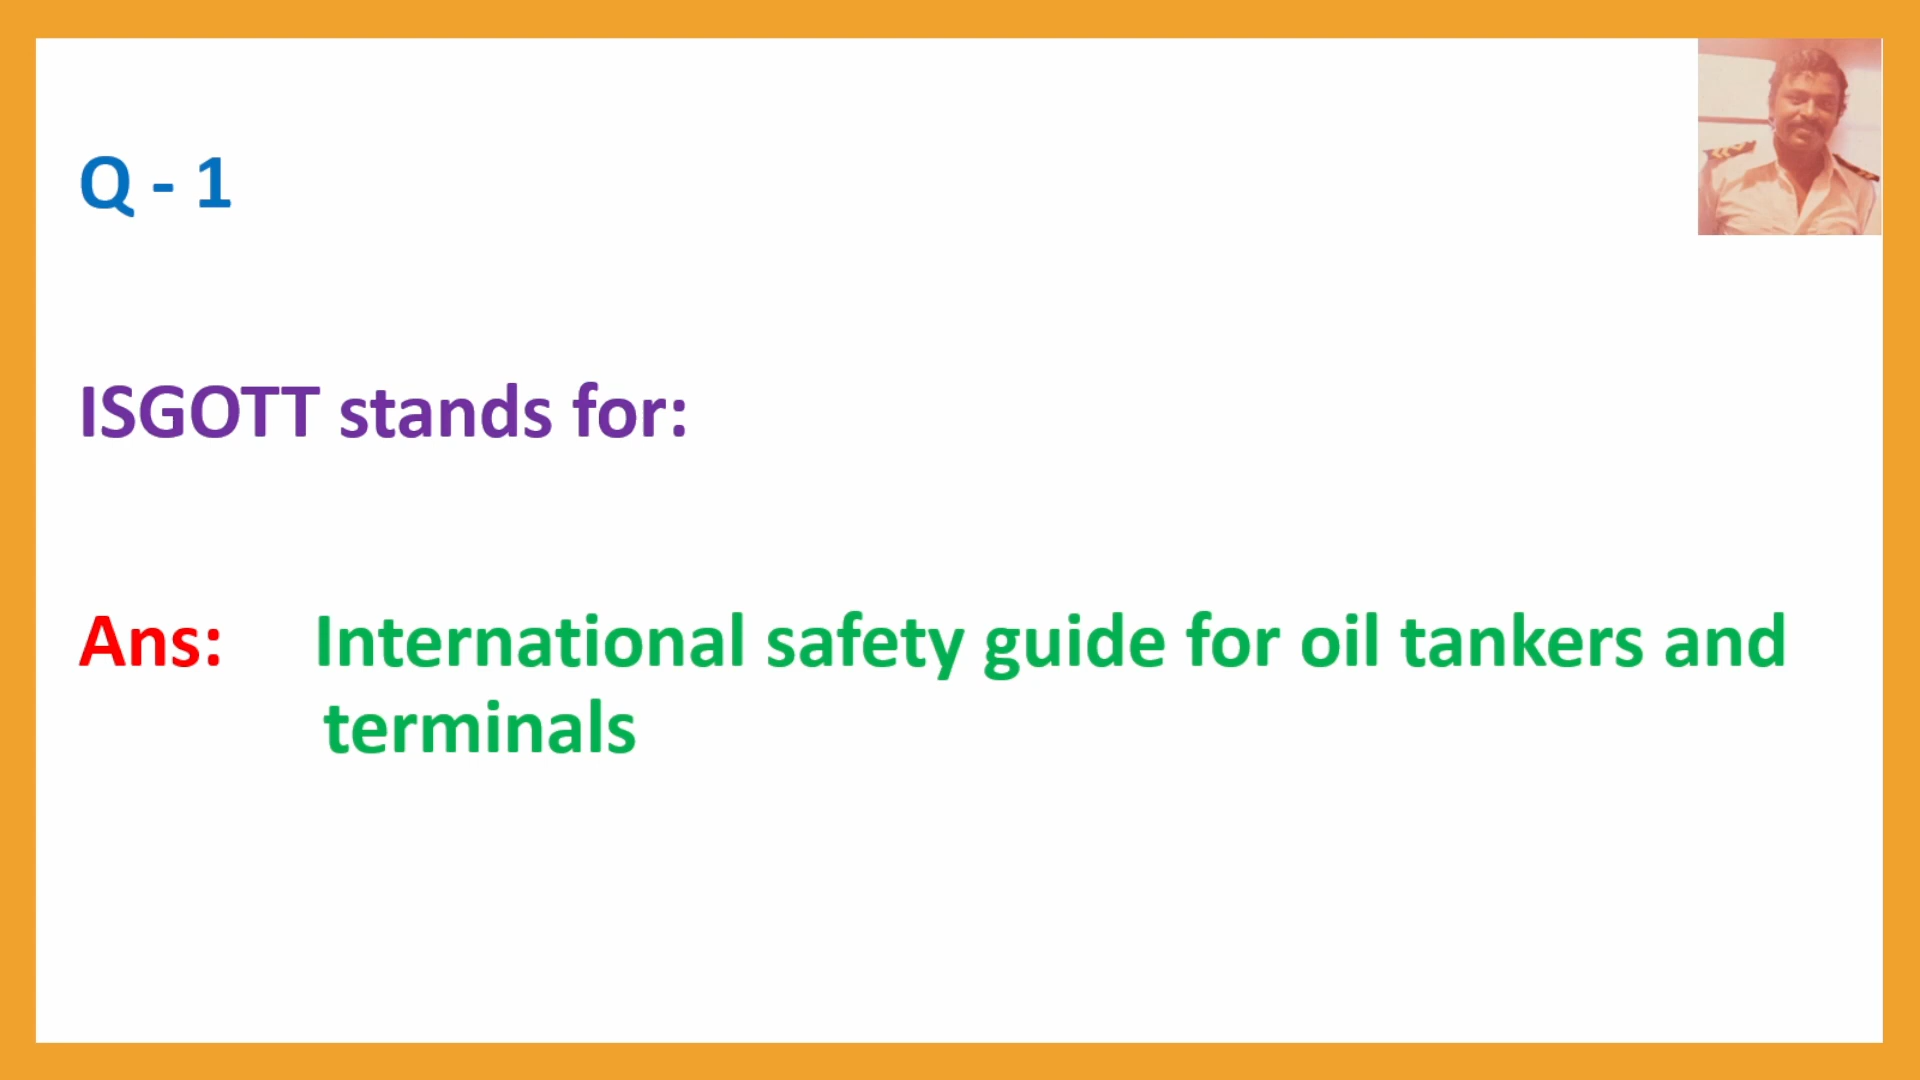 Q - 1
ISGOTT stands for:
Ans: International safety guide for oil tankers and
terminals